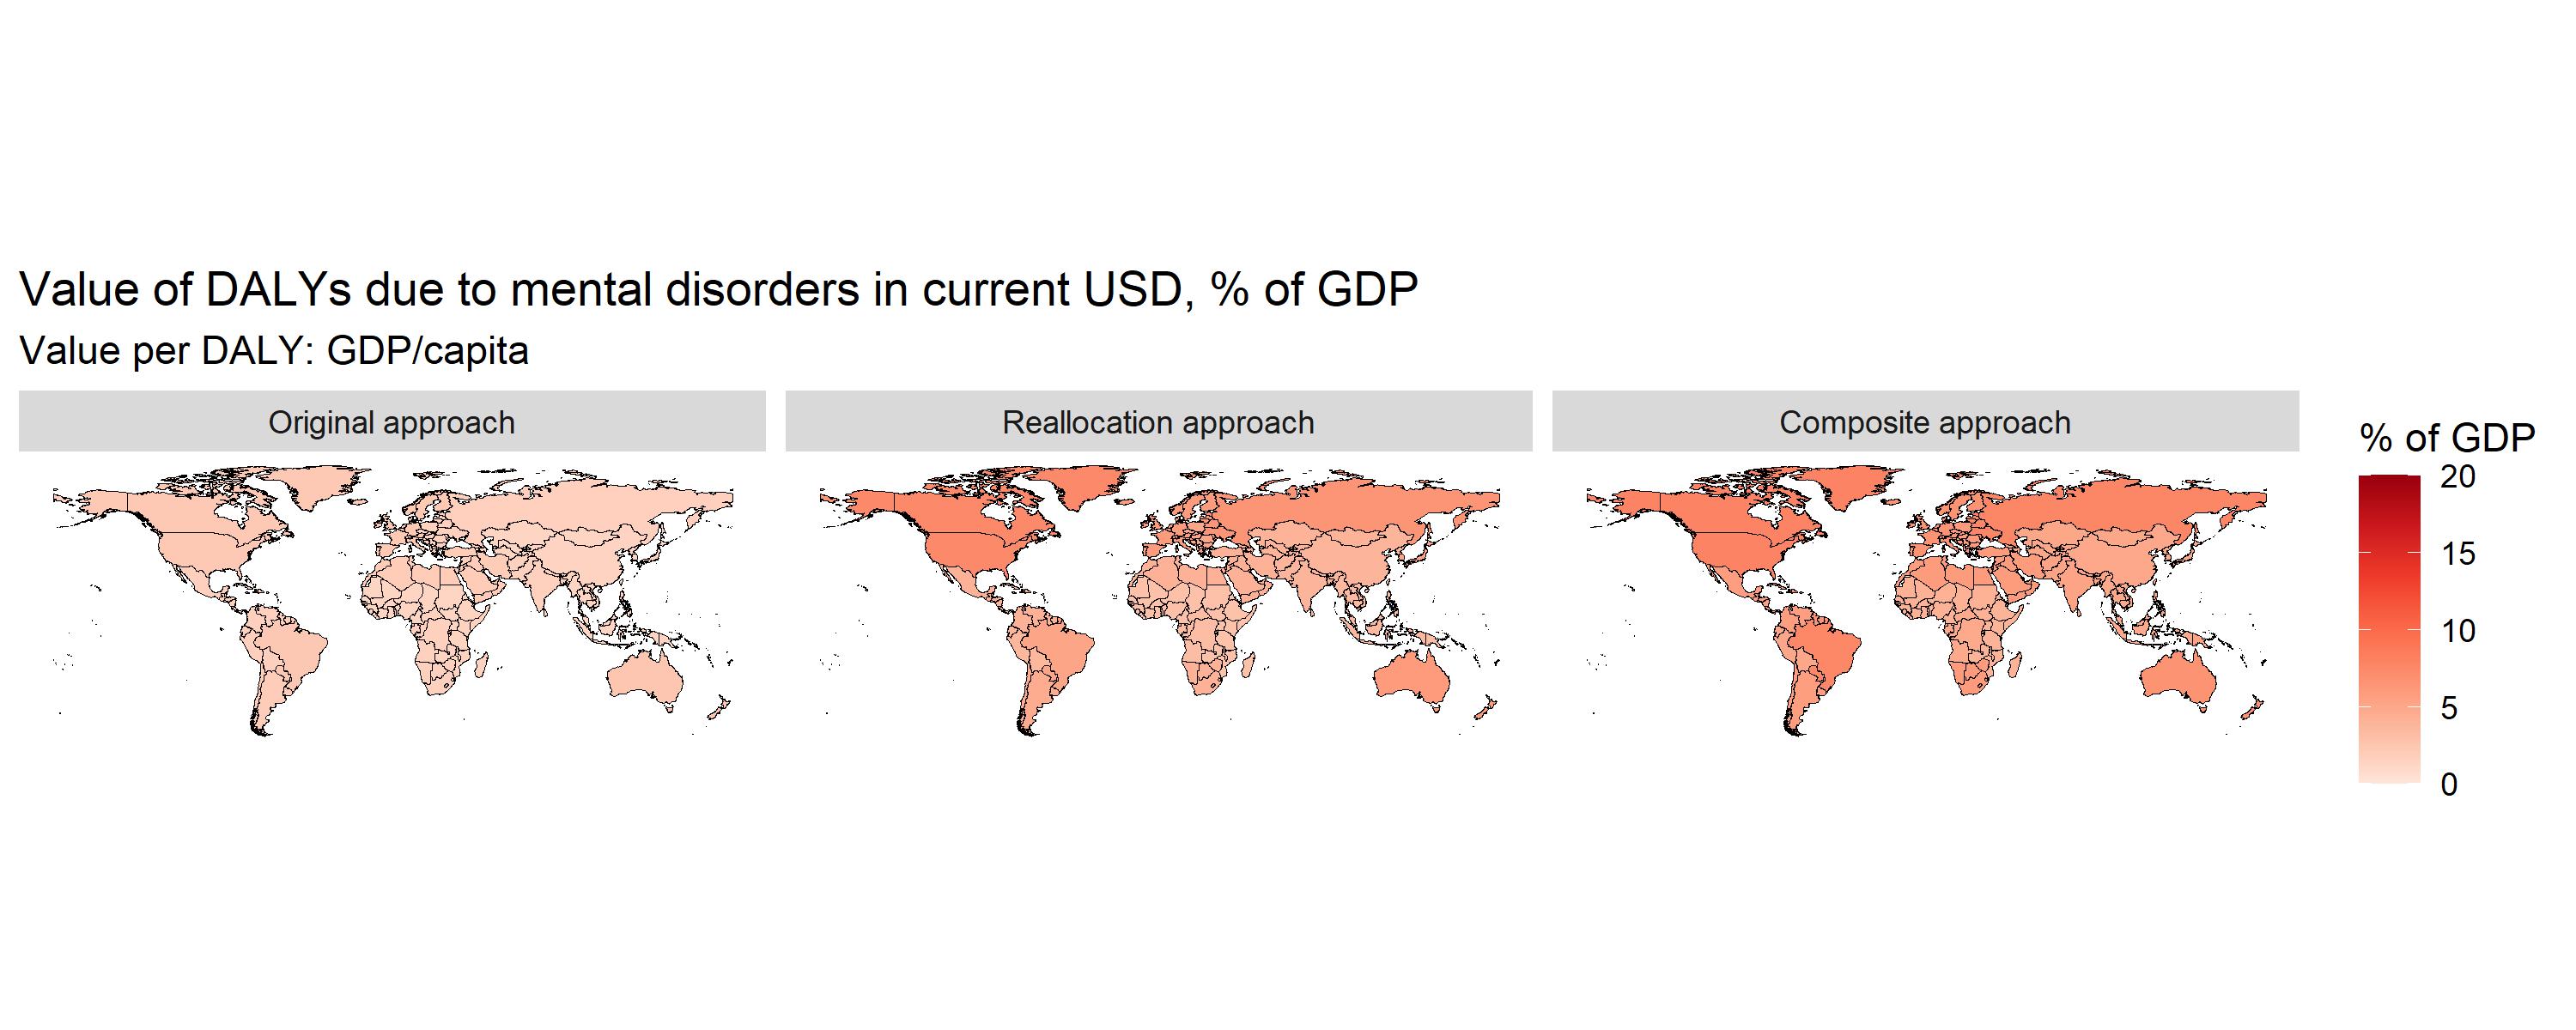 Value of DALYs due to mental disorders in current USD, % of GDP
Value per DALY: GDP/capita
Original approach
Reallocation approach
Composite approach
% of GDP
20
15
10
5
0